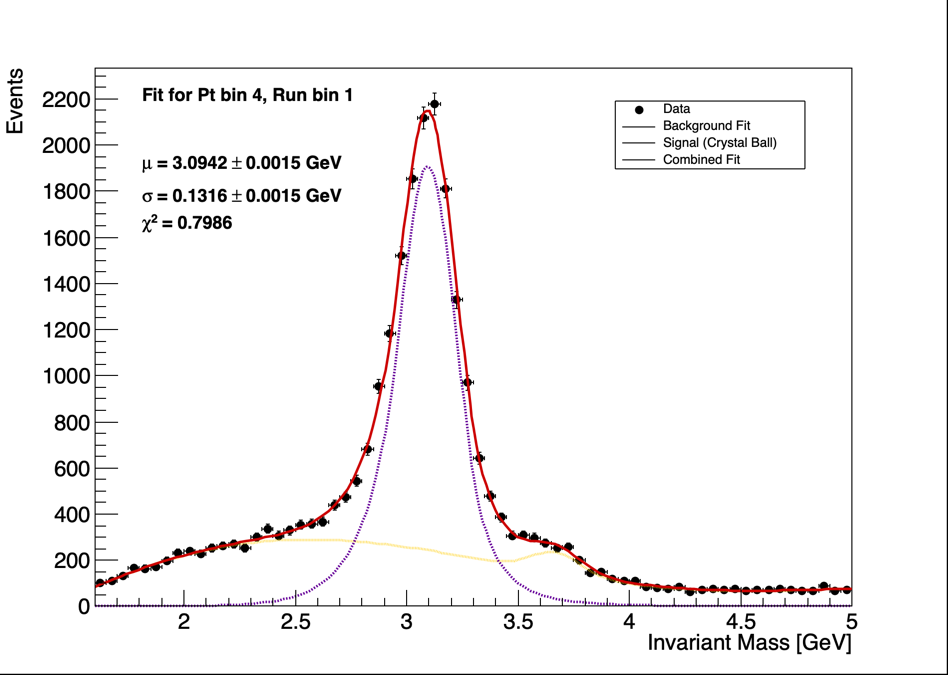 Events
Fit for Pt bin 4, Run bin 1
μ = 3.0942 ± 0.0015 GeV
σ = 0.1316 ± 0.0015 GeV
χ² = 0.7986
Data
Background Fit
Signal (Crystal Ball)
Combined Fit
2200
2000
1800
1600
1400
1200
1000
800
600
400
200
0
2 2.5 3 3.5 4 4.5 5
Invariant Mass [GeV]